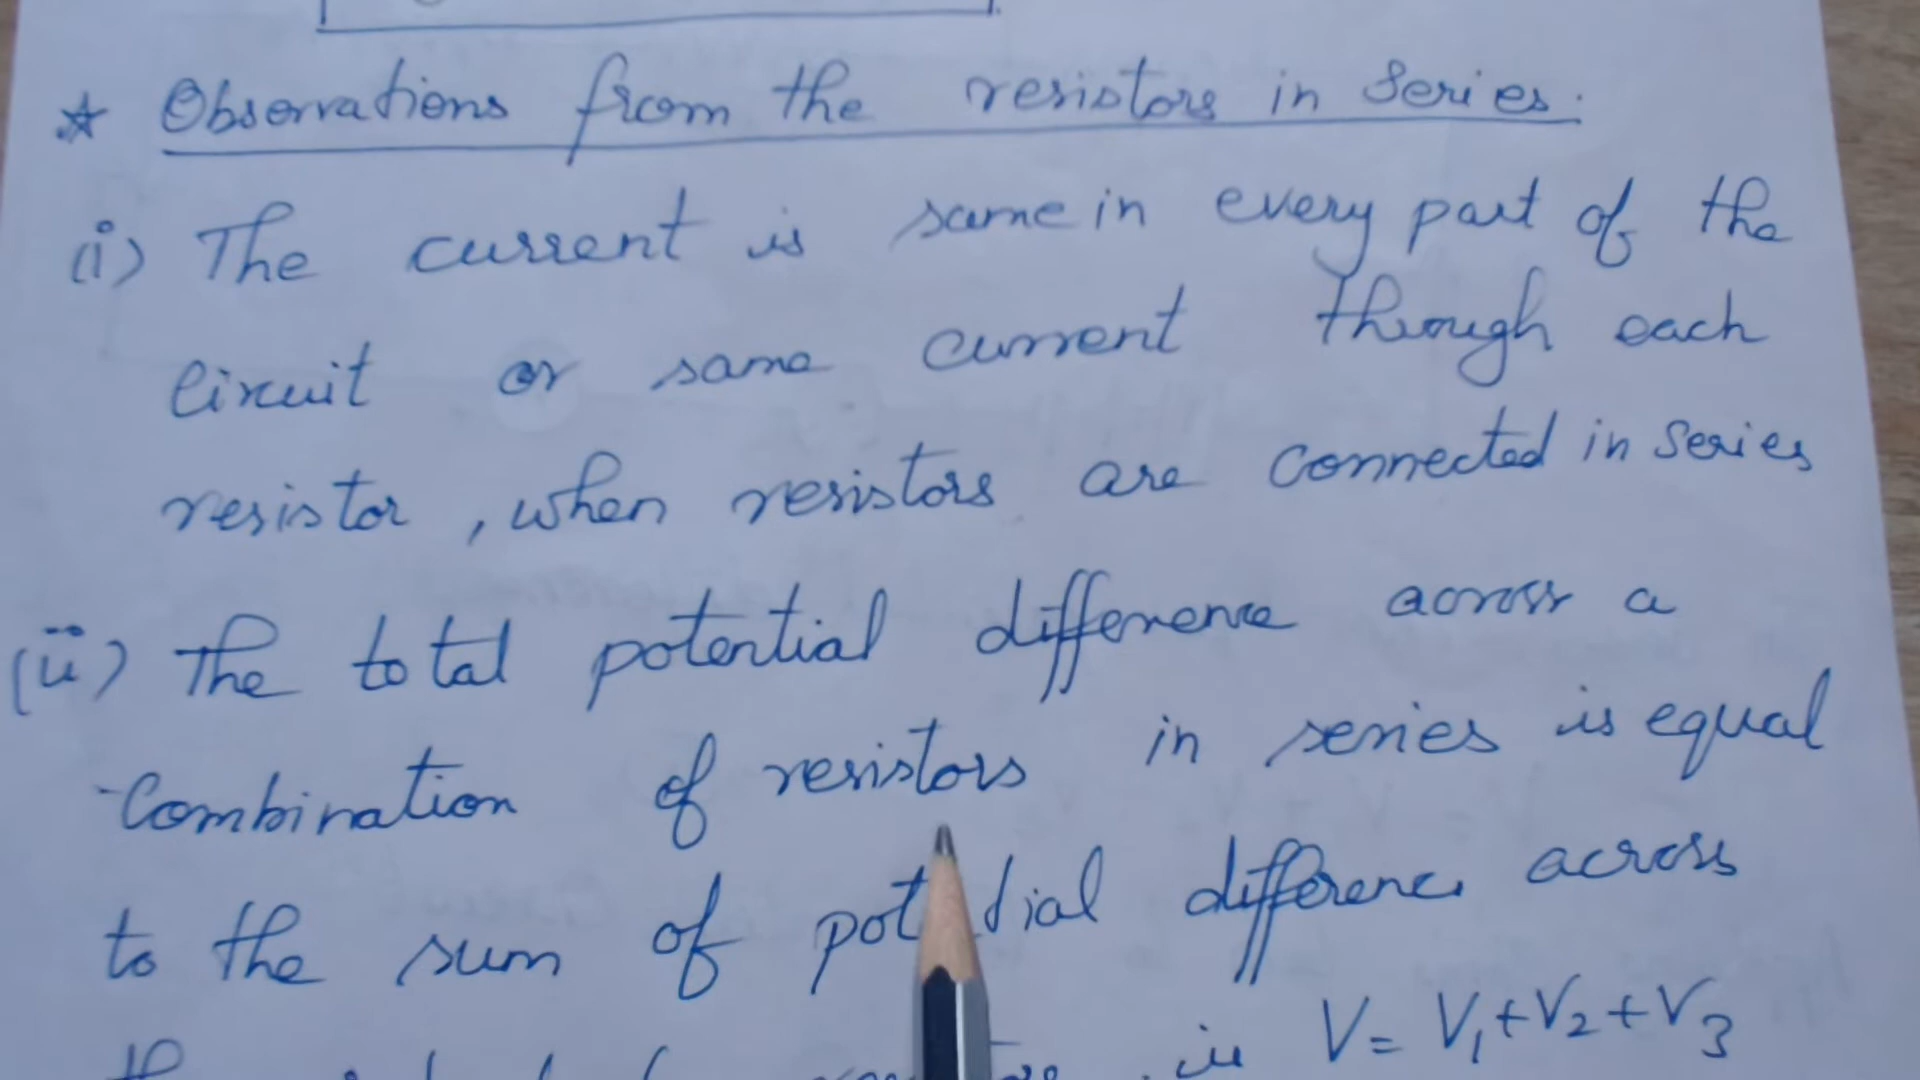 ☆ Observations from the resistors in series.
(i) The current is same in every part of the
circuit or same current through each
resistor, when resistors are connected in series
(ii) The total potential difference across a
Combination of resistors in series is equal
to the sum of potential difference across
ie V = V₁+V₂+V₃